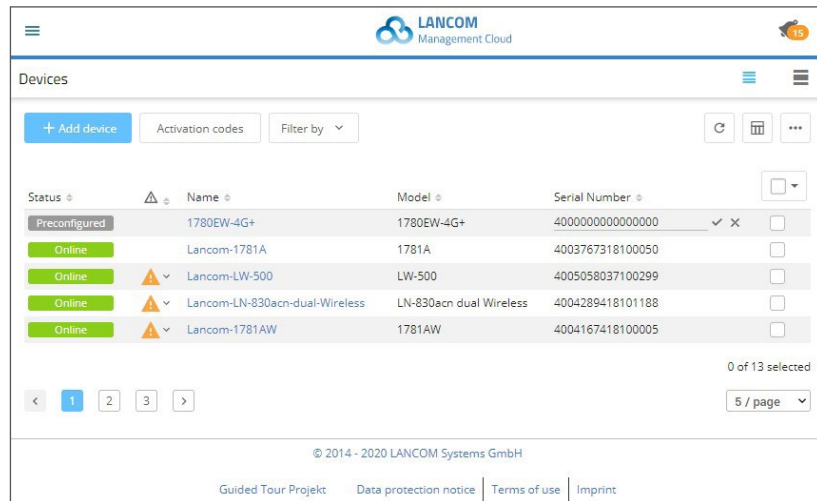 LANCOM
Management Cloud
15
Devices
+ Add device Activation codes Filter by
Status Name Model Serial Number
Preconfigured 1780EW-4G+ 1780EW-4G+ 4000000000000000
Online Lancom-1781A 1781A 4003767318100050
Online Lancom-LW-500 LW-500 4005058037100299
Online Lancom-LN-830acn-dual-Wireless LN-830acn dual Wireless 4004289418101188
Online Lancom-1781AW 1781AW 4004167418100005
0 of 13 selected
< 1 2 3 > 5 / page
© 2014 - 2020 LANCOM Systems GmbH
Guided Tour Projekt Data protection notice Terms of use Imprint